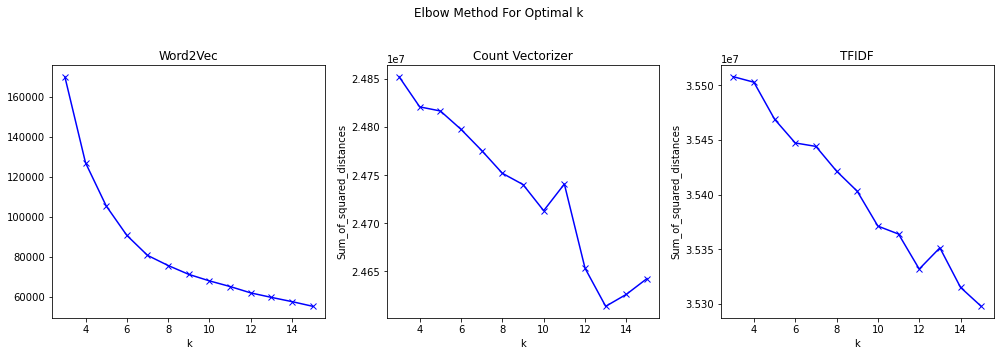 Elbow Method For Optimal k
Word2Vec
160000
140000
120000
100000
80000
60000
4 6 8 10 12 14
k
Count Vectorizer
1e7
Sum_of_squared_distances
2.485
2.480
2.475
2.470
2.465
4 6 8 10 12 14
k
TFIDF
1e7
Sum_of_squared_distances
3.550
3.545
3.540
3.535
3.530
4 6 8 10 12 14
k